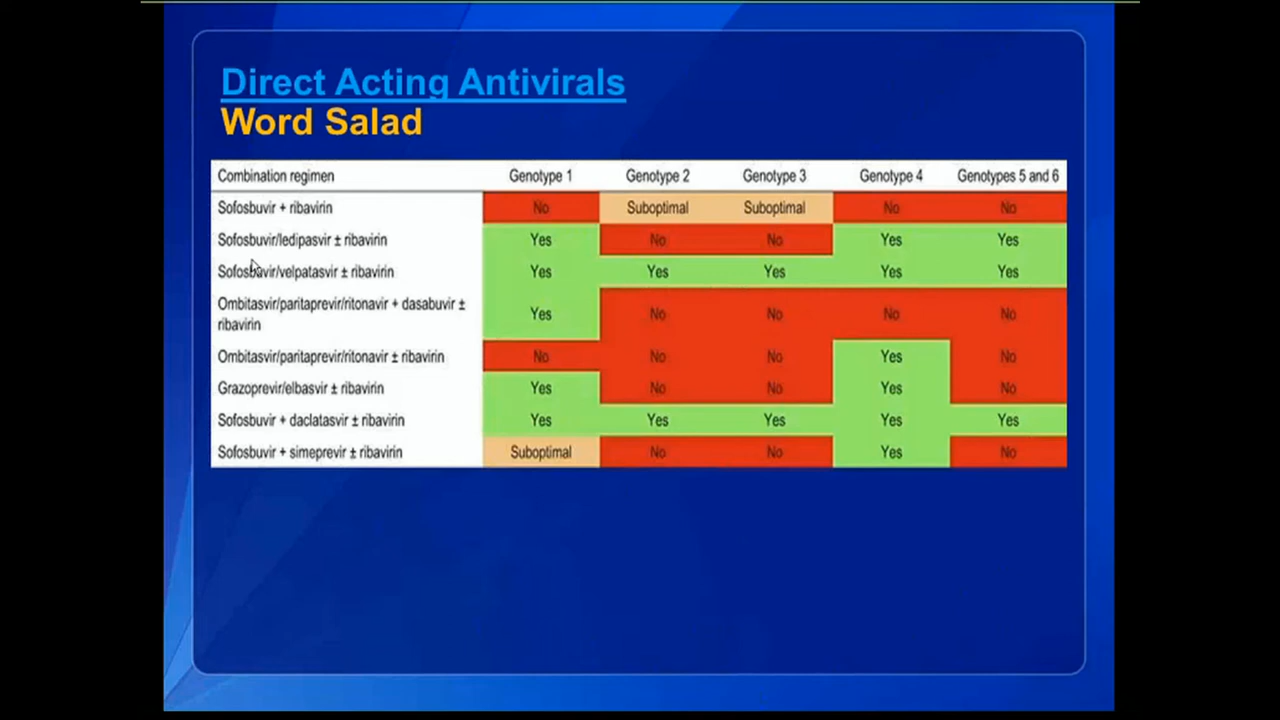 Direct Acting Antivirals
Word Salad
Combination regimen Genotype 1 Genotype 2 Genotype 3 Genotype 4 Genotypes 5 and 6
Sofosbuvir + ribavirin No Suboptimal Suboptimal No No
Sofosbuvir/ledipasvir ± ribavirin Yes No No Yes Yes
Sofosbuvir/velpatasvir ± ribavirin Yes Yes Yes Yes Yes
Ombitasvir/paritaprevir/ritonavir + dasabuvir ±
ribavirin Yes No No No No
Ombitasvir/paritaprevir/ritonavir ± ribavirin No No No Yes No
Grazoprevir/elbasvir ± ribavirin Yes No No Yes No
Sofosbuvir + daclatasvir ± ribavirin Yes Yes Yes Yes Yes
Sofosbuvir + simeprevir ± ribavirin Suboptimal No No Yes No